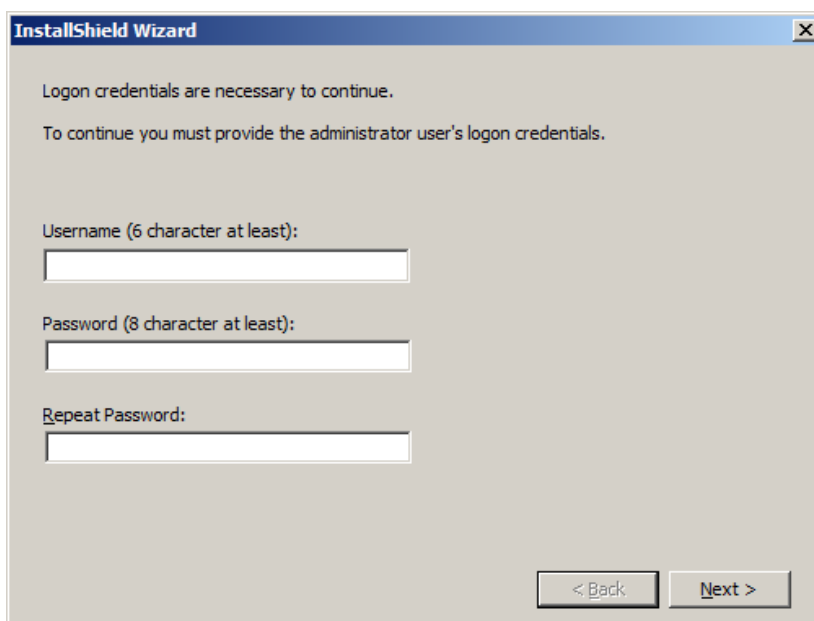 InstallShield Wizard
Logon credentials are necessary to continue.
To continue you must provide the administrator user's logon credentials.
Username (6 character at least):
Password (8 character at least):
Repeat Password:
< Back Next >